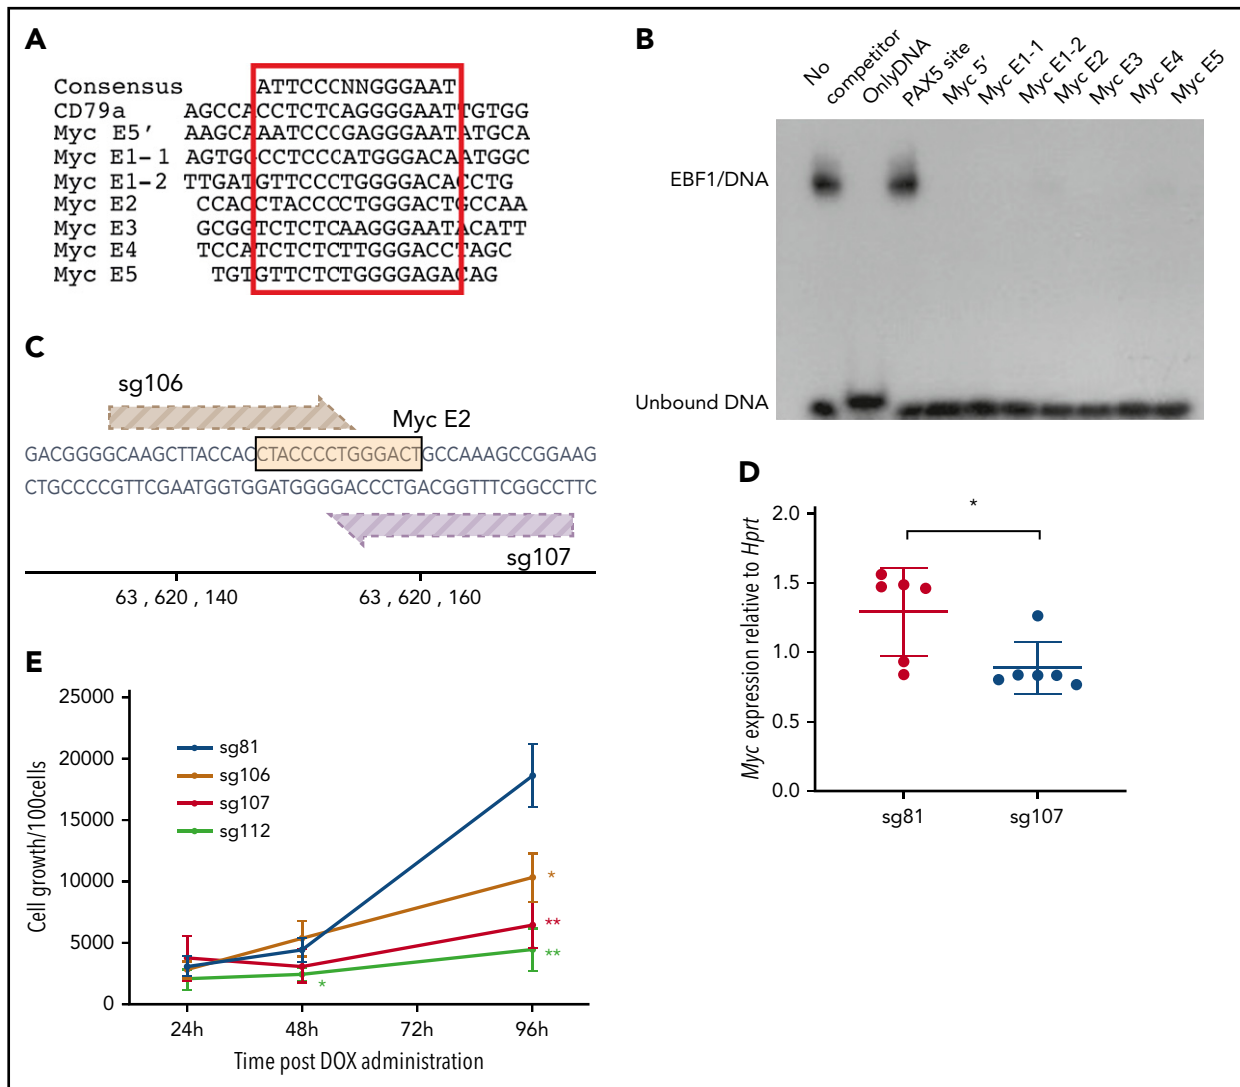 A
Consensus ATTCCCNNGGGAAT
CD79a AGCCACCTCTCAGGGGAATTGTGG
Myc E5′ AAGCAAATCCCGAGGGAATATGCA
Myc E1-1 AGTGGCCTCCCATGGGACAATGGC
Myc E1-2 TTGATGTTCCCTGGGGACACCTG
Myc E2 CCACCTACCCCTGGGACTGCCAA
Myc E3 GCGGTCTCTCAAGGGAATACATT
Myc E4 TCCATCTCTCTTGGGACCTAGC
Myc E5 TGTGTTCTCTGGGGAGACAG
B
No
competitor
OnlyDNA
PAX5 site
Myc 5′
Myc E1-1
Myc E1-2
Myc E2
Myc E3
Myc E4
Myc E5
EBF1/DNA
Unbound DNA
C
sg106
Myc E2
GACGGGGCAAGCTTACCACCTACCCCTGGGACTGCCAAAGCCGGAAG
CTGCCCCGTTCGAATGGTGGATGGGGACCCTGACGGTTTCGGCCTTC
sg107
63 , 620 , 140 63 , 620 , 160
D
Myc expression relative to Hprt
2.0
1.5
1.0
0.5
0.0
*
sg81 sg107
E
Cell growth/100cells
25000
20000
15000
10000
5000
0
sg81
sg106
sg107
sg112
*
**
**
*
24h 48h 72h 96h
Time post DOX administration